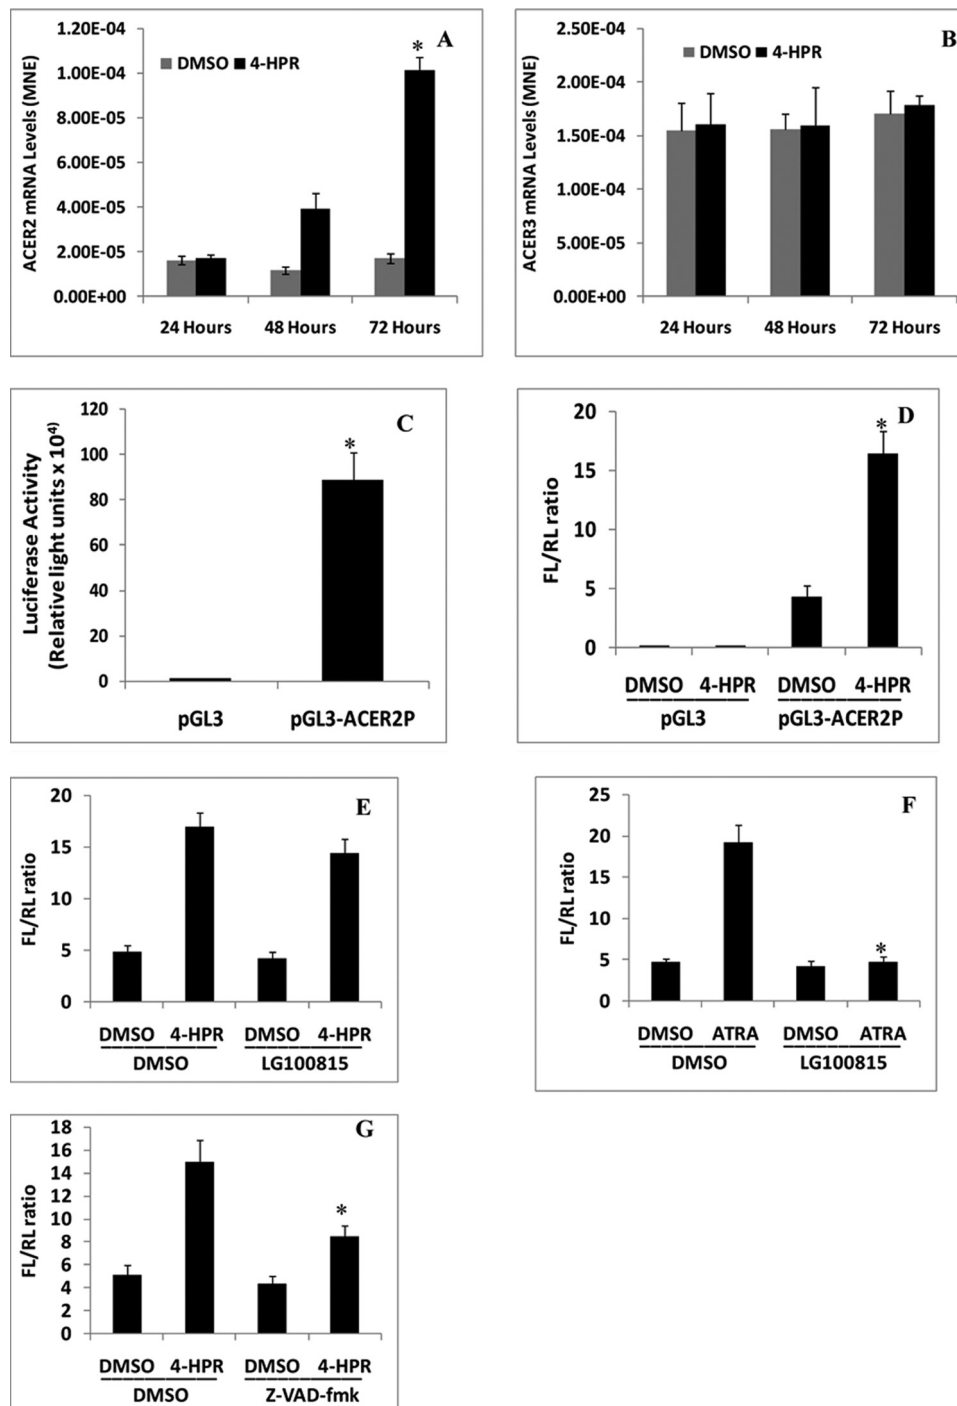 A
DMSO 4-HPR
*
ACER2 mRNA Levels (MNE)
1.20E-04
1.00E-04
8.00E-05
6.00E-05
4.00E-05
2.00E-05
0.00E+00
24 Hours 48 Hours 72 Hours
B
DMSO 4-HPR
ACER3 mRNA Levels (MNE)
2.50E-04
2.00E-04
1.50E-04
1.00E-04
5.00E-05
0.00E+00
24 Hours 48 Hours 72 Hours
C
*
Luciferase Activity
(Relative light units x 10⁴)
120
100
80
60
40
20
0
pGL3 pGL3-ACER2P
D
*
FL/RL ratio
20
15
10
5
0
DMSO 4-HPR DMSO 4-HPR
pGL3 pGL3-ACER2P
E
FL/RL ratio
20
15
10
5
0
DMSO 4-HPR DMSO 4-HPR
DMSO LG100815
F
*
FL/RL ratio
25
20
15
10
5
0
DMSO ATRA DMSO ATRA
DMSO LG100815
G
*
FL/RL ratio
18
16
14
12
10
8
6
4
2
0
DMSO 4-HPR DMSO 4-HPR
DMSO Z-VAD-fmk